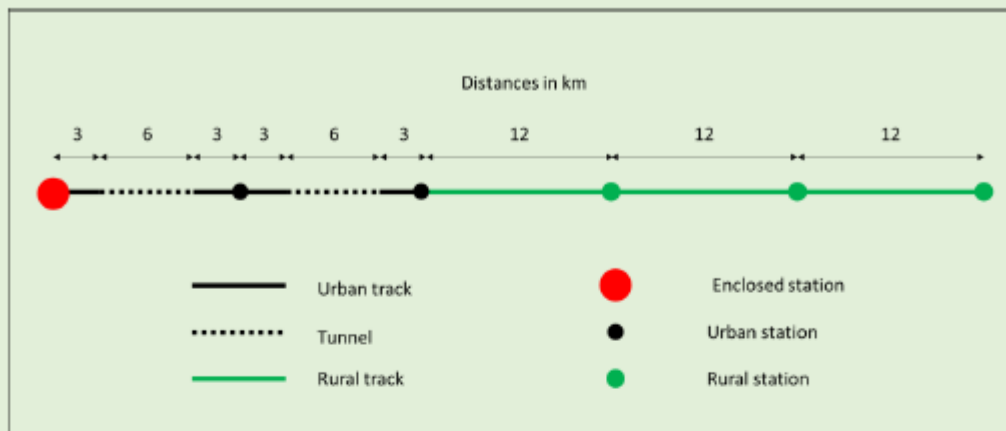 Distances in km
3 6 3 3 6 3 12 12 12
Urban track Enclosed station
Tunnel Urban station
Rural track Rural station